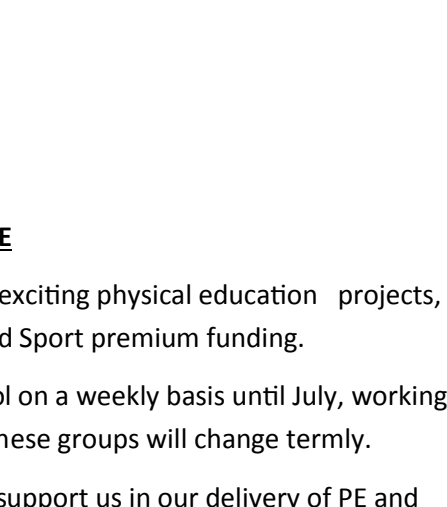 E
exciting physical education projects,
d Sport premium funding.
ol on a weekly basis until July, working
hese groups will change termly.
support us in our delivery of PE and